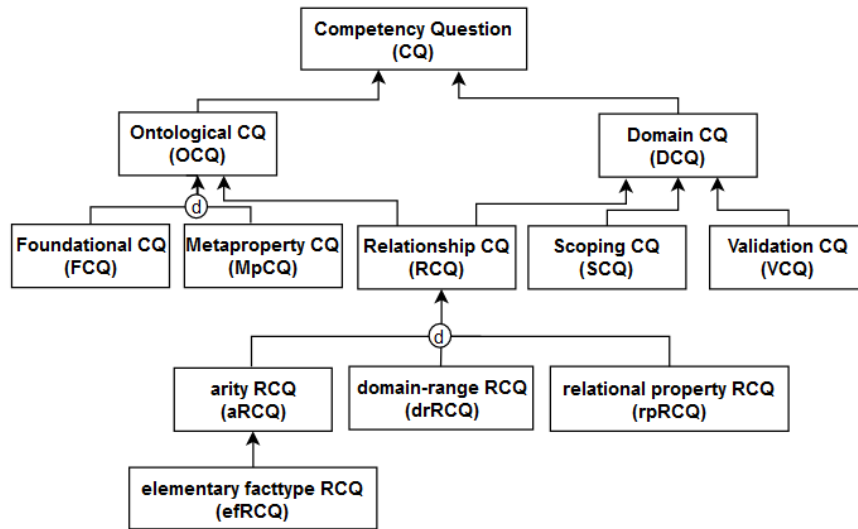 Competency Question
(CQ)
Ontological CQ
(OCQ)
Domain CQ
(DCQ)
d
Foundational CQ
(FCQ)
Metaproperty CQ
(MpCQ)
Relationship CQ
(RCQ)
Scoping CQ
(SCQ)
Validation CQ
(VCQ)
d
arity RCQ
(aRCQ)
domain-range RCQ
(drRCQ)
relational property RCQ
(rpRCQ)
elementary facttype RCQ
(efRCQ)